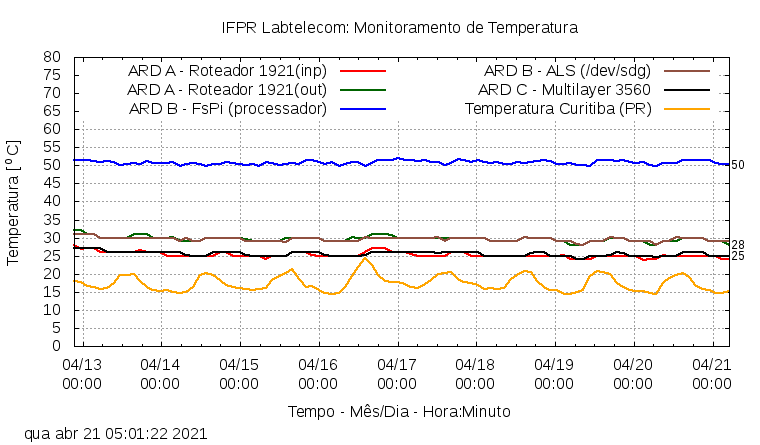 IFPR Labtelecom: Monitoramento de Temperatura
ARD A - Roteador 1921(inp)
ARD A - Roteador 1921(out)
ARD B - FsPi (processador)
ARD B - ALS (/dev/sdg)
ARD C - Multilayer 3560
Temperatura Curitiba (PR)
Temperatura [ºC]
80
75
70
65
60
55
50
45
40
35
30
25
20
15
10
5
0
50
28
25
04/13 04/14 04/15 04/16 04/17 04/18 04/19 04/20 04/21
00:00 00:00 00:00 00:00 00:00 00:00 00:00 00:00 00:00
Tempo - Mês/Dia - Hora:Minuto
qua abr 21 05:01:22 2021